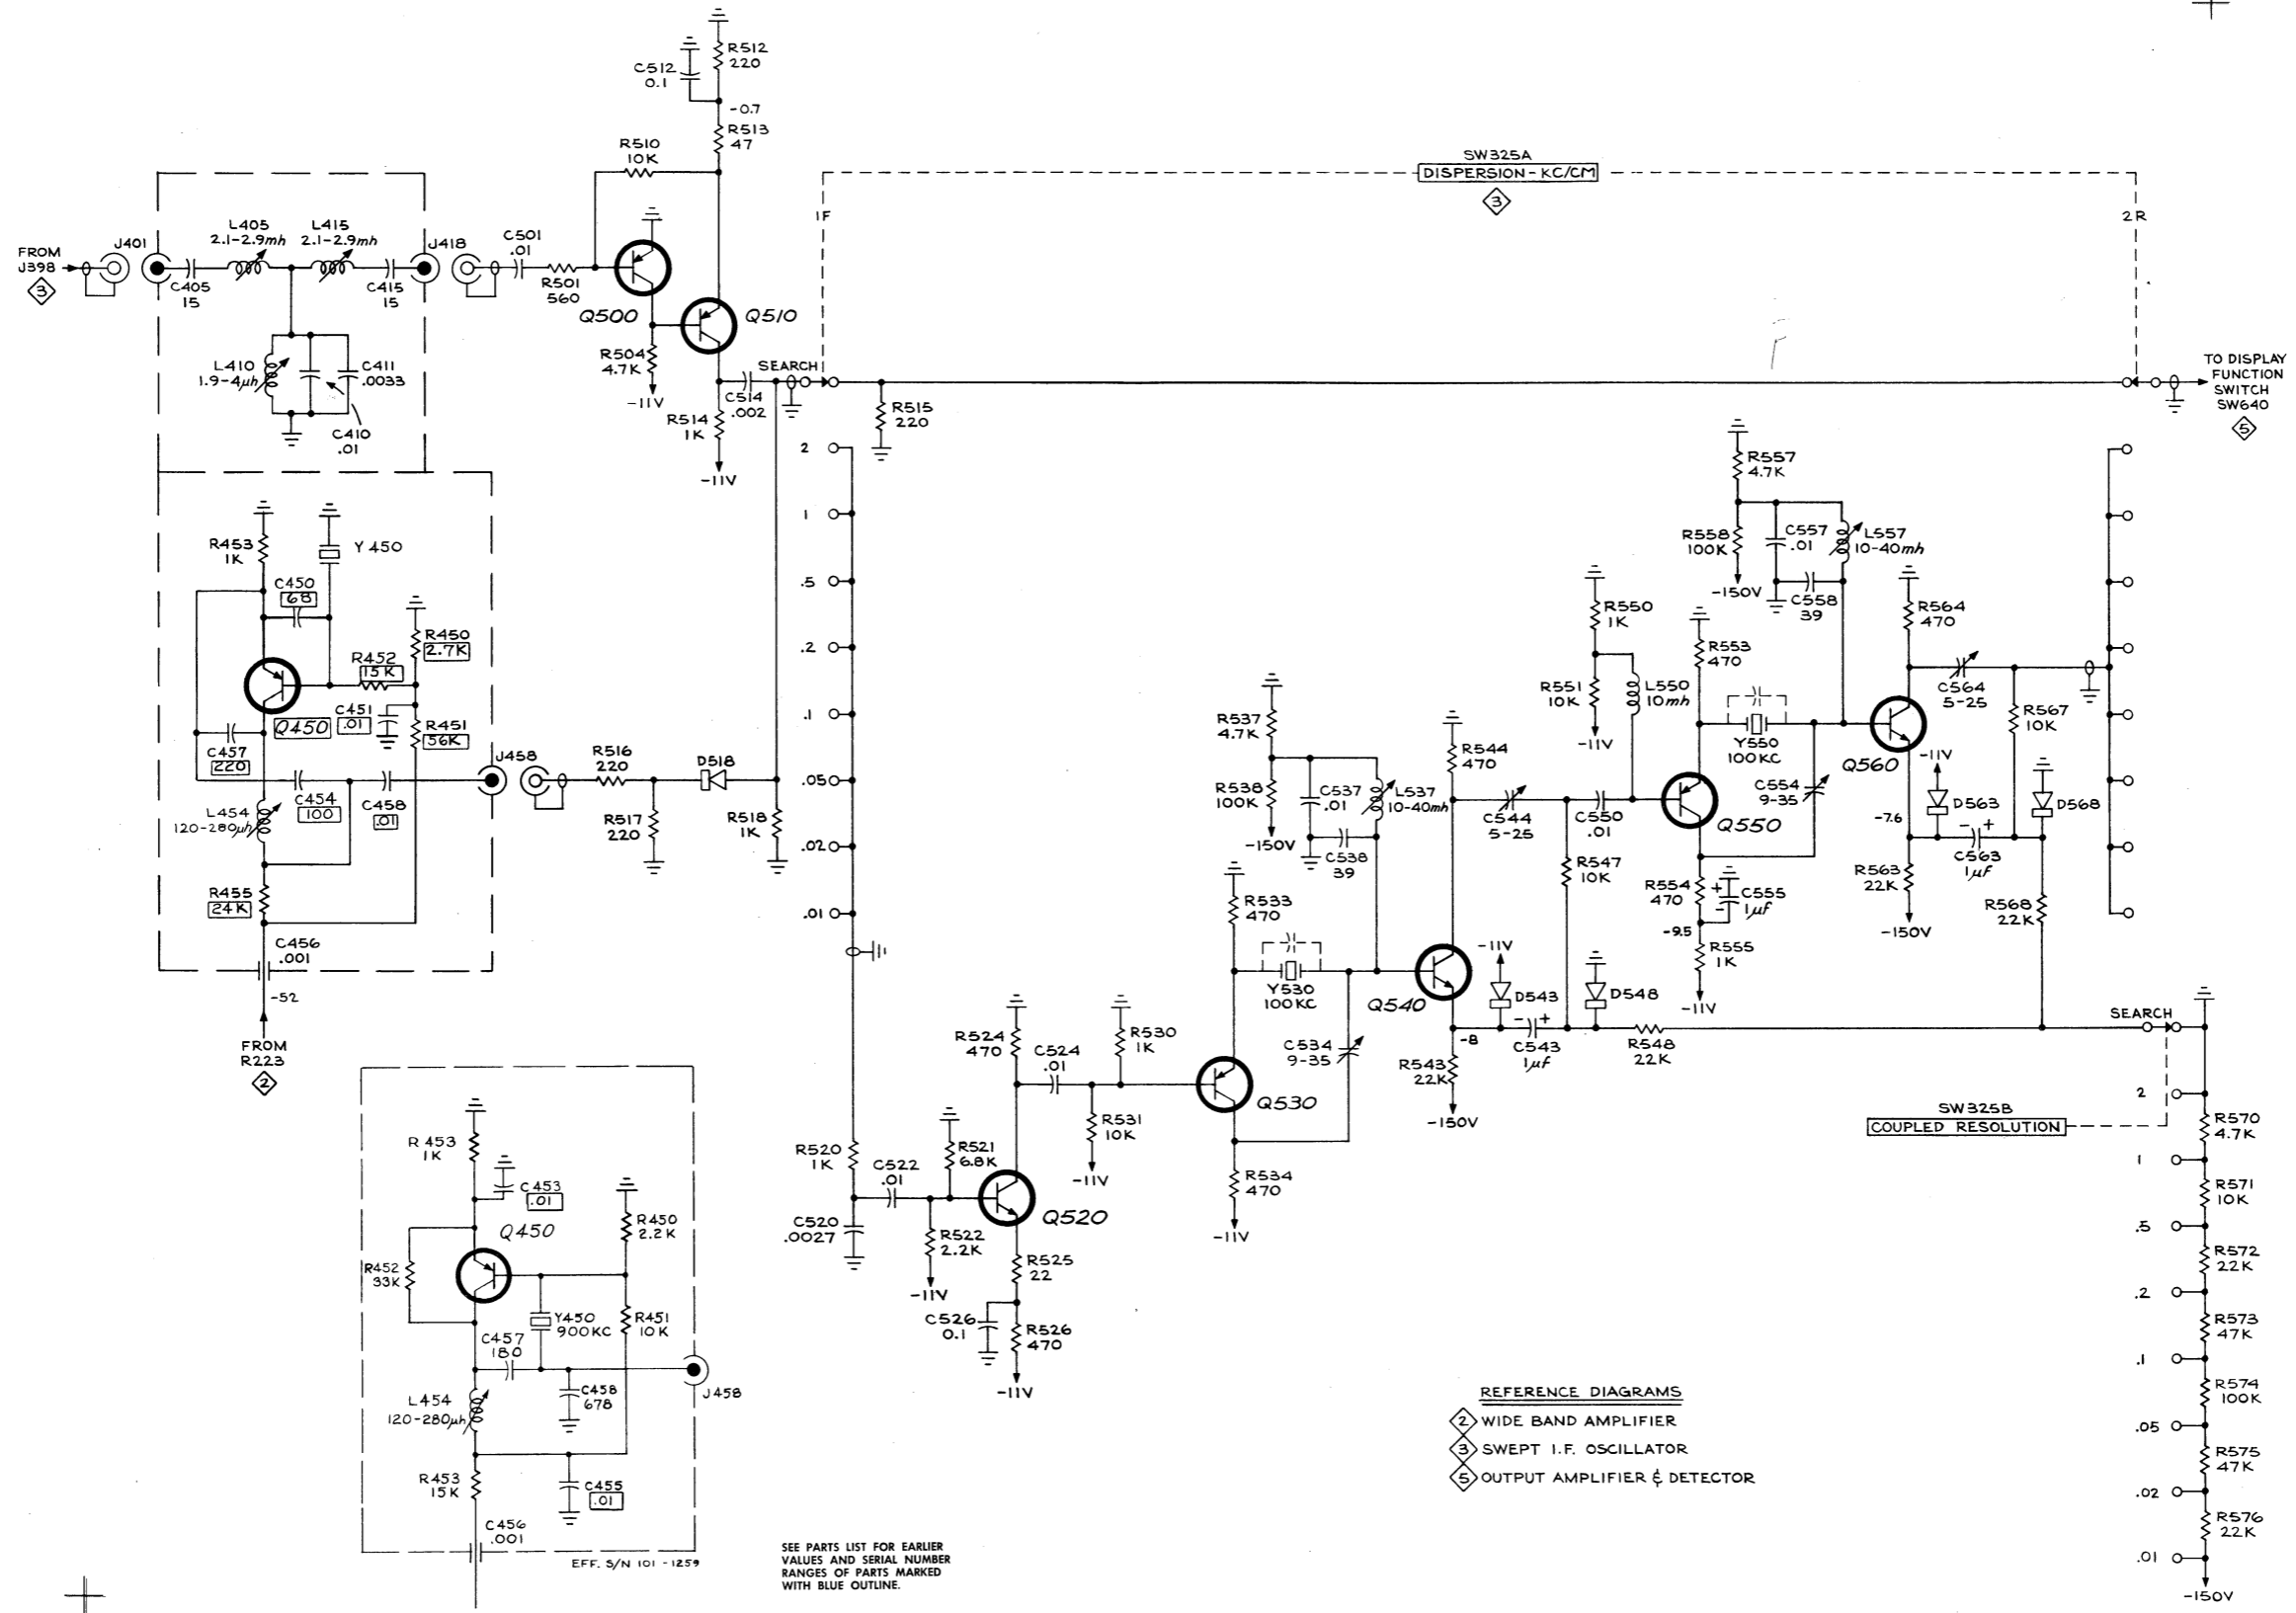 R512
220
C512
0.1
-0.7
R513
47
R510
10K
SW325A
DISPERSION - KC/CM
3
1F
2R
FROM
J398
3
J401
L405
2.1-2.9mh
L415
2.1-2.9mh
J418
C501
.01
C405
15
C415
15
R501
560
Q500
Q510
L410
1.9-4µh
C411
.0033
C410
.01
R504
4.7K
-11V
SEARCH
C514
.002
R514
1K
-11V
R515
220
TO DISPLAY
FUNCTION
SWITCH
SW640
5
2
1
.5
.2
.1
.05
.02
.01
R453
1K
Y 450
C450
68
R450
2.7K
R452
15K
Q450
C451
.01
R451
56K
C457
220
C454
100
C458
.01
L454
120-280µh
R455
24K
C456
.001
-52
FROM
R223
2
J458
R516
220
D518
R517
220
R518
1K
R557
4.7K
R558
100K
-150V
C557
.01
L557
10-40mh
C558
39
R564
470
R550
1K
R551
10K
-11V
L550
10mh
R553
470
Y550
100KC
C554
9-35
Q560
C564
5-25
R567
10K
-11V
D563
D568
-7.6
C563
1µf
- +
R563
22K
-150V
R568
22K
R537
4.7K
R538
100K
-150V
C537
.01
L537
10-40mh
C538
39
R544
470
C544
5-25
C550
.01
Q550
R547
10K
R554
470
+
-
C555
1µf
-9.5
R555
1K
-11V
R533
470
Y530
100KC
Q540
-11V
D543
D548
C534
9-35
-8
- +
C543
1µf
R543
22K
-150V
R548
22K
R524
470
C524
.01
R530
1K
R531
10K
-11V
Q530
R534
470
-11V
R520
1K
C522
.01
R521
6.8K
C520
.0027
R522
2.2K
-11V
Q520
R525
22
C526
0.1
R526
470
-11V
SEARCH
SW325B
COUPLED RESOLUTION
2
1
.5
.2
.1
.05
.02
.01
R570
4.7K
R571
10K
R572
22K
R573
47K
R574
100K
R575
47K
R576
22K
-150V
R 453
1K
C453
.01
Q450
R450
2.2K
R452
33K
Y450
900KC
R451
10K
C457
180
C458
678
J458
L454
120-280µh
R453
15K
C455
.01
C456
.001
EFF. S/N 101 - 1259
SEE PARTS LIST FOR EARLIER
VALUES AND SERIAL NUMBER
RANGES OF PARTS MARKED
WITH BLUE OUTLINE.
REFERENCE DIAGRAMS
2 WIDE BAND AMPLIFIER
3 SWEPT I.F. OSCILLATOR
5 OUTPUT AMPLIFIER & DETECTOR